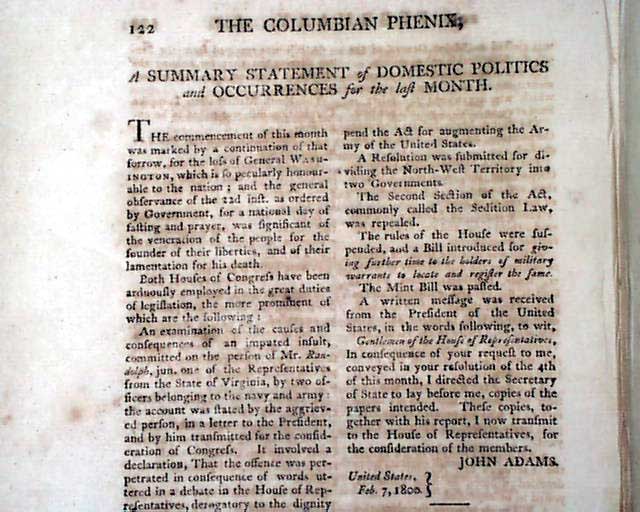 122 THE COLUMBIAN PHENIX;
A SUMMARY STATEMENT of DOMESTIC POLITICS
and OCCURRENCES for the laſt MONTH.
THE commencement of this month
was marked by a continuation of that
ſorrow, for the loſs of General WASH-
INGTON, which is ſo peculiarly honour-
able to the nation; and the general
obſervance of the 22d inſt. as ordered
by Government, for a national day of
faſting and prayer, was ſignificant of
the veneration of the people for the
founder of their liberties, and of their
lamentation for his death.
Both Houſes of Congreſs have been
arduouſly employed in the great duties
of legiſlation, the more prominent of
which are the following:
An examination of the cauſes and
conſequences of an imputed inſult,
committed on the perſon of Mr. Ran-
dolph, jun. one of the Repreſentatives
from the State of Virginia, by two of-
ficers belonging to the navy and army:
the account was ſtated by the aggriev-
ed perſon, in a letter to the Preſident,
and by him tranſmitted for the conſid-
eration of Congreſs. It involved a
declaration, That the offence was per-
petrated in conſequence of words ut-
tered in a debate in the Houſe of Rep-
reſentatives, derogatory to the dignity
pend the Act for augmenting the Ar-
my of the United States.
A Reſolution was ſubmitted for di-
viding the North-Weſt Territory into
two Governments.
The Second Section of the Act,
commonly called the Sedition Law,
was repealed.
The rules of the Houſe were ſuſ-
pended, and a Bill introduced for giv-
ing further time to the holders of military
warrants to locate and regiſter the ſame.
The Mint Bill was paſſed.
A written meſſage was received
from the Preſident of the United
States, in the words following, to wit,
Gentlemen of the Houſe of Repreſentatives,
In conſequence of your requeſt to me,
conveyed in your reſolution of the 4th
of this month, I directed the Secretary
of State to lay before me, copies of the
papers intended. Theſe copies, to-
gether with his report, I now tranſmit
to the Houſe of Repreſentatives, for
the conſideration of the members.
JOHN ADAMS.
United States,
Feb. 7, 1800.